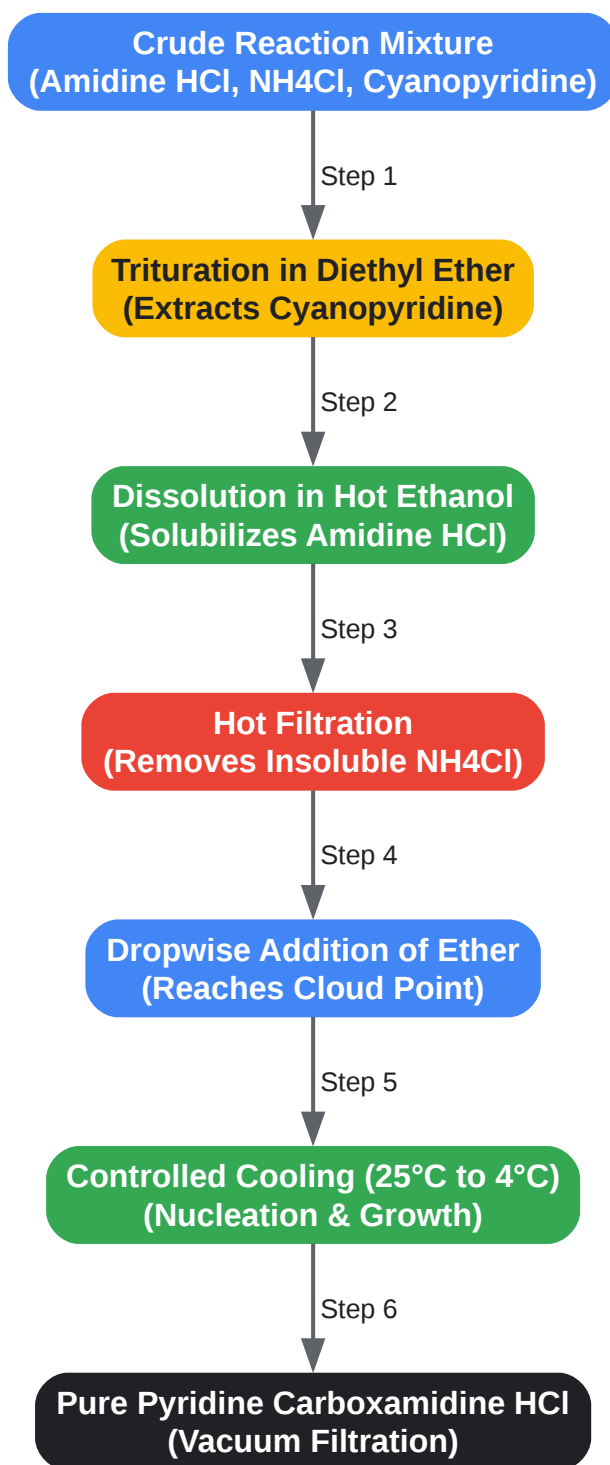 Crude Reaction Mixture
(Amidine HCl, NH4Cl, Cyanopyridine)
Step 1
Trituration in Diethyl Ether
(Extracts Cyanopyridine)
Step 2
Dissolution in Hot Ethanol
(Solubilizes Amidine HCl)
Step 3
Hot Filtration
(Removes Insoluble NH4Cl)
Step 4
Dropwise Addition of Ether
(Reaches Cloud Point)
Step 5
Controlled Cooling (25°C to 4°C)
(Nucleation & Growth)
Step 6
Pure Pyridine Carboxamidine HCl
(Vacuum Filtration)